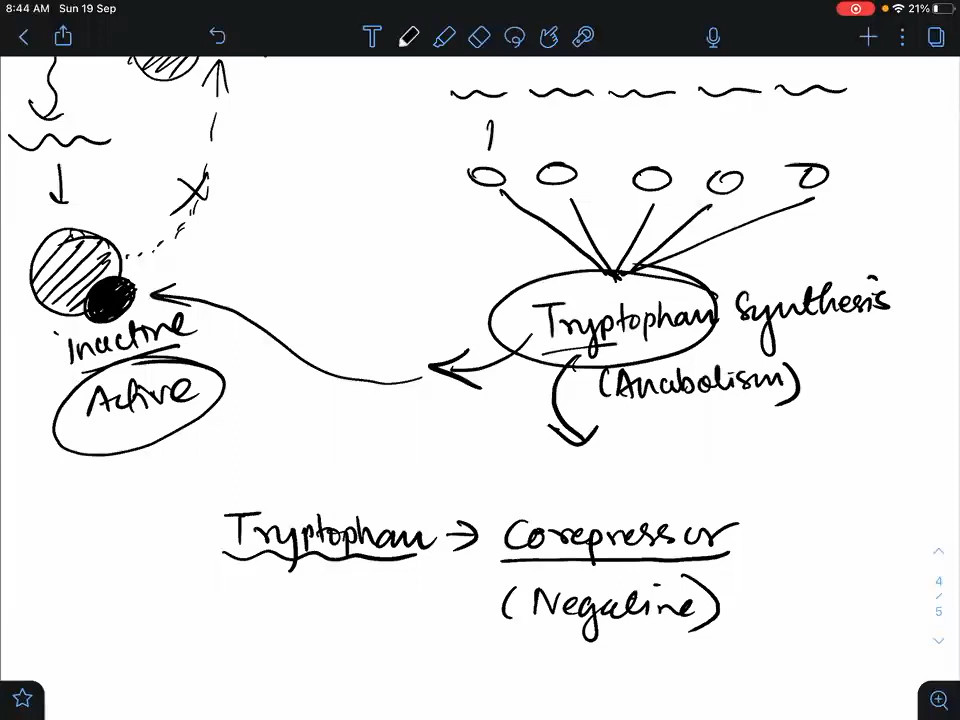 8:44 AM Sun 19 Sep
21%
T
Tryptophan Synthesis
(Anabolism)
inactive
Active
Tryptophan → Corepressor
(Negative)
4
/
5